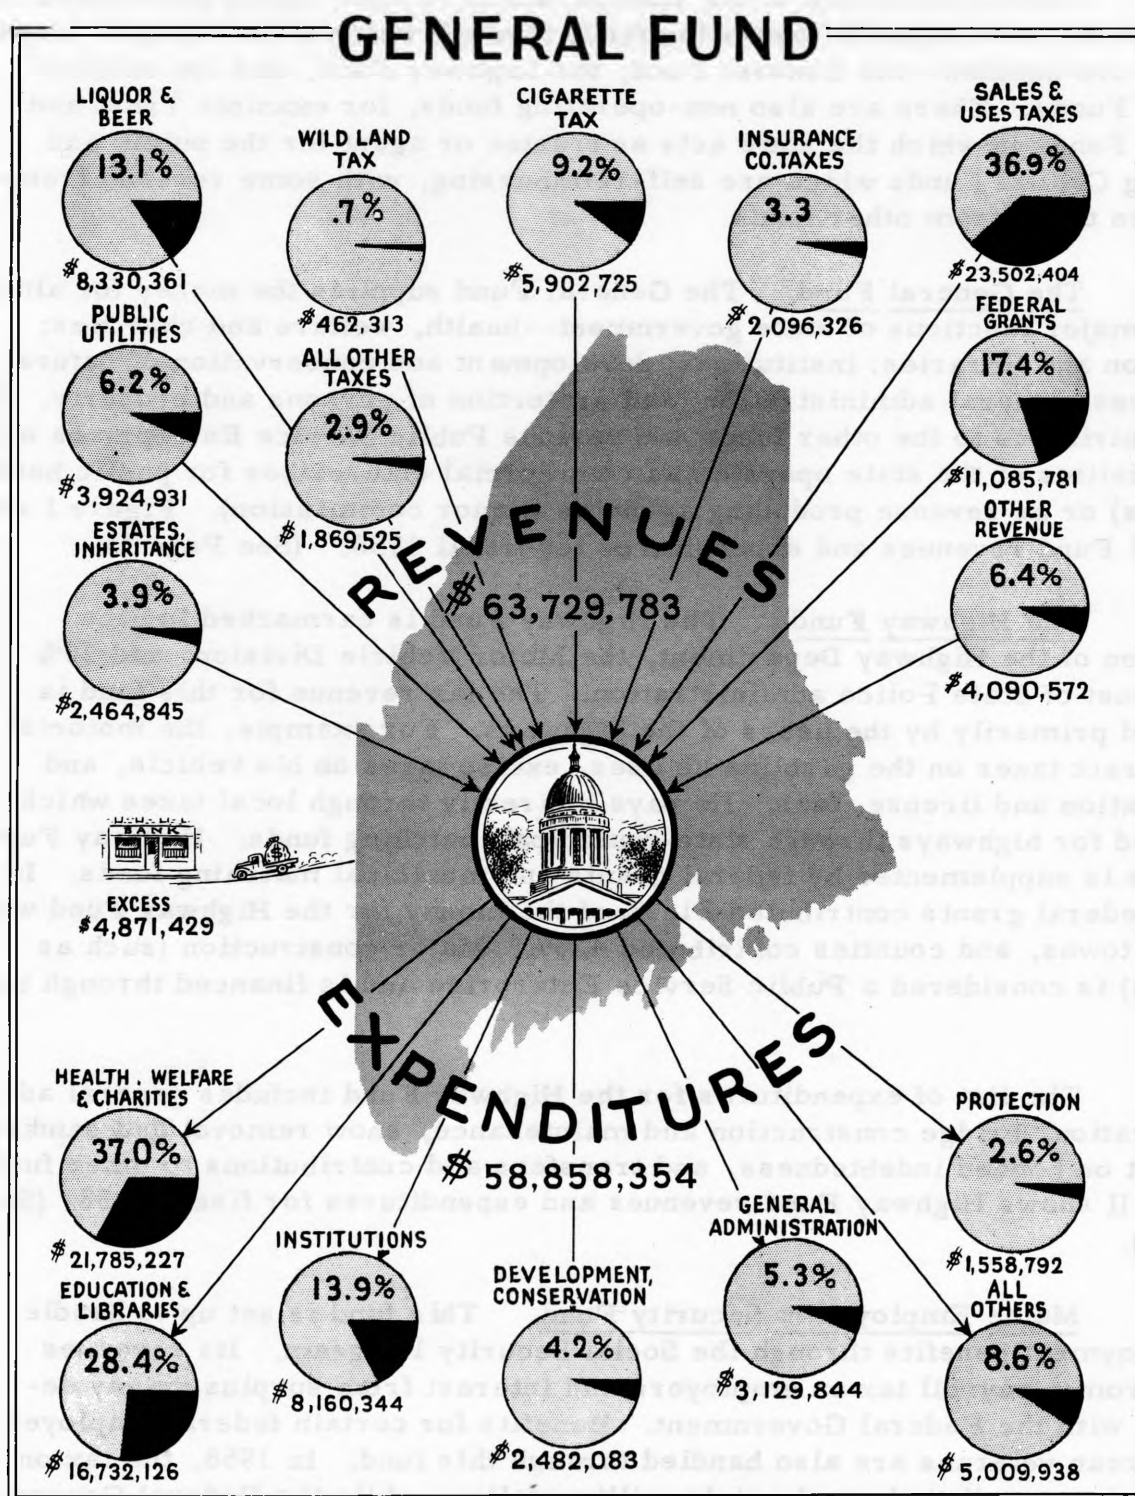 GENERAL FUND
LIQUOR &
BEER
13.1%
$8,330,361
WILD LAND
TAX
.7%
$462,313
CIGARETTE
TAX
9.2%
$5,902,725
INSURANCE
CO. TAXES
3.3
$2,096,326
SALES &
USES TAXES
36.9%
$23,502,404
PUBLIC
UTILITIES
6.2%
$3,924,931
ALL OTHER
TAXES
2.9%
$1,869,525
FEDERAL
GRANTS
17.4%
$11,085,781
ESTATES,
INHERITANCE
3.9%
$2,464,845
OTHER
REVENUE
6.4%
$4,090,572
REVENUES
$63,729,783
BANK
$
EXCESS
$4,871,429
EXPENDITURES
$58,858,354
HEALTH, WELFARE
& CHARITIES
37.0%
$21,785,227
EDUCATION &
LIBRARIES
28.4%
$16,732,126
INSTITUTIONS
13.9%
$8,160,344
DEVELOPMENT,
CONSERVATION
4.2%
$2,482,083
GENERAL
ADMINISTRATION
5.3%
$3,129,844
PROTECTION
2.6%
$1,558,792
ALL
OTHERS
8.6%
$5,009,938